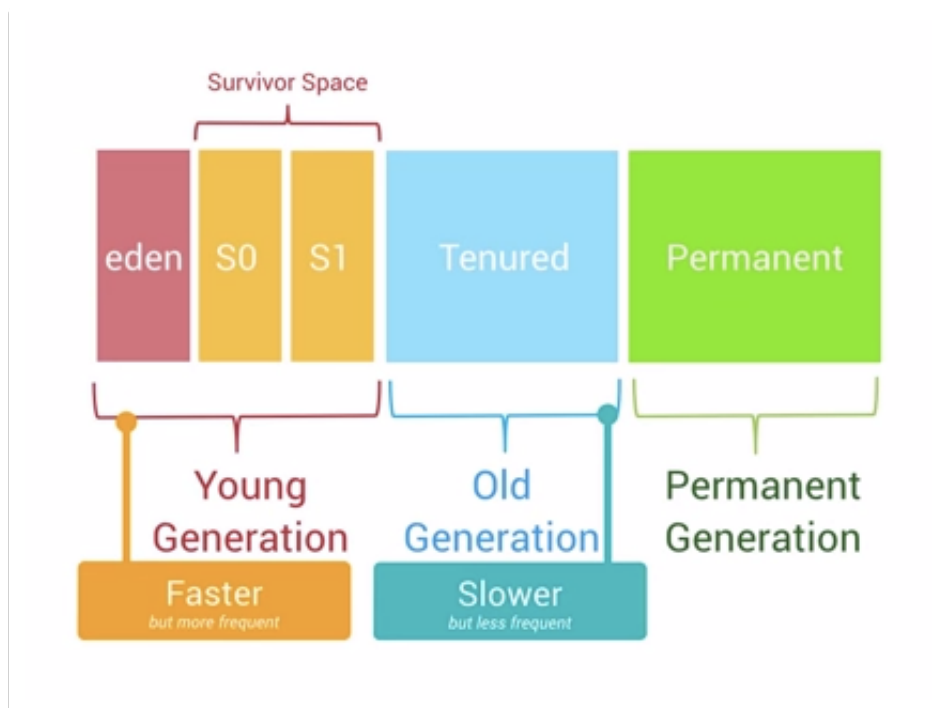 Survivor Space
eden S0 S1 Tenured Permanent
Young
Generation
Old
Generation
Permanent
Generation
Faster
but more frequent
Slower
but less frequent